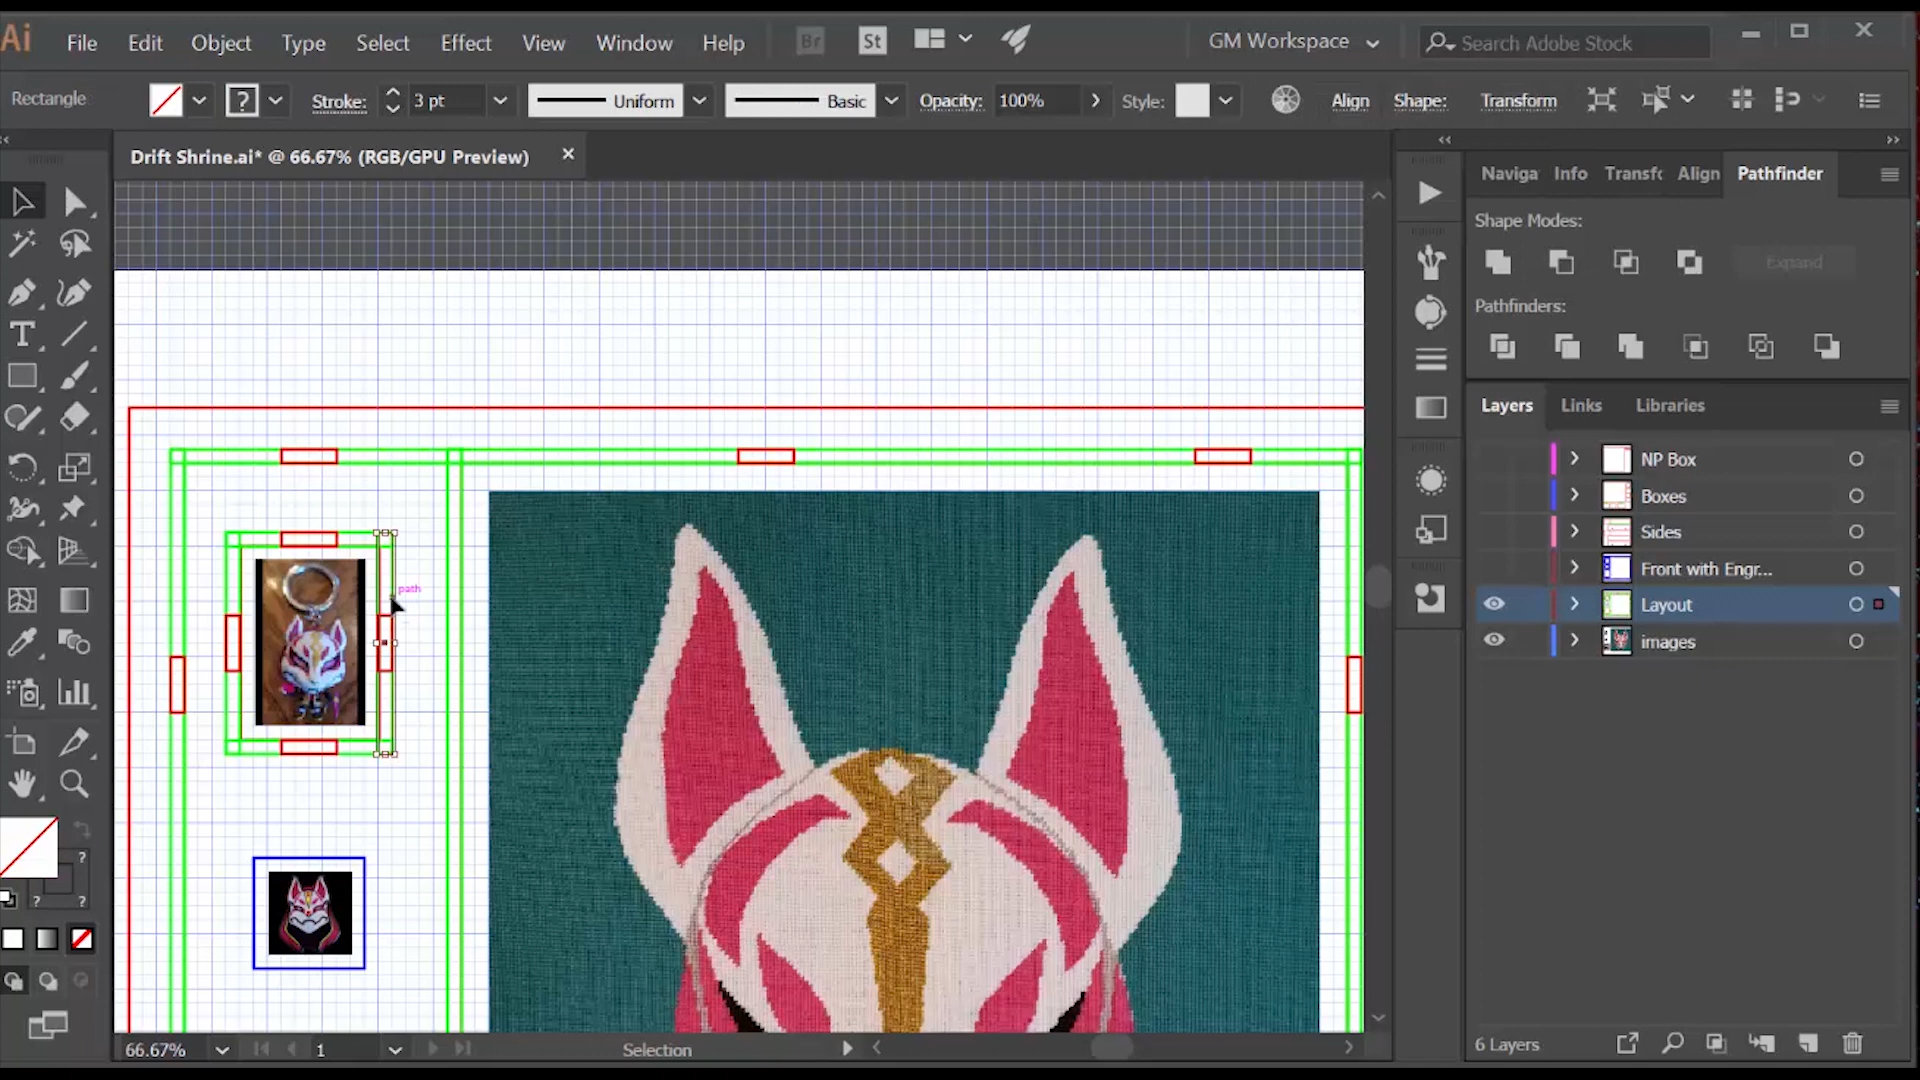 Ai File Edit Object Type Select Effect View Window Help Br St GM Workspace Search Adobe Stock
Rectangle ? Stroke: 3 pt Uniform Basic Opacity: 100% Style: Align Shape: Transform
Drift Shrine.ai* @ 66.67% (RGB/GPU Preview)
Naviga Info Transfo Align Pathfinder
Shape Modes:
Expand
Pathfinders:
Layers Links Libraries
NP Box
Boxes
Sides
Front with Engr...
Layout
images
path
? ? ?
66.67% 1 Selection
6 Layers